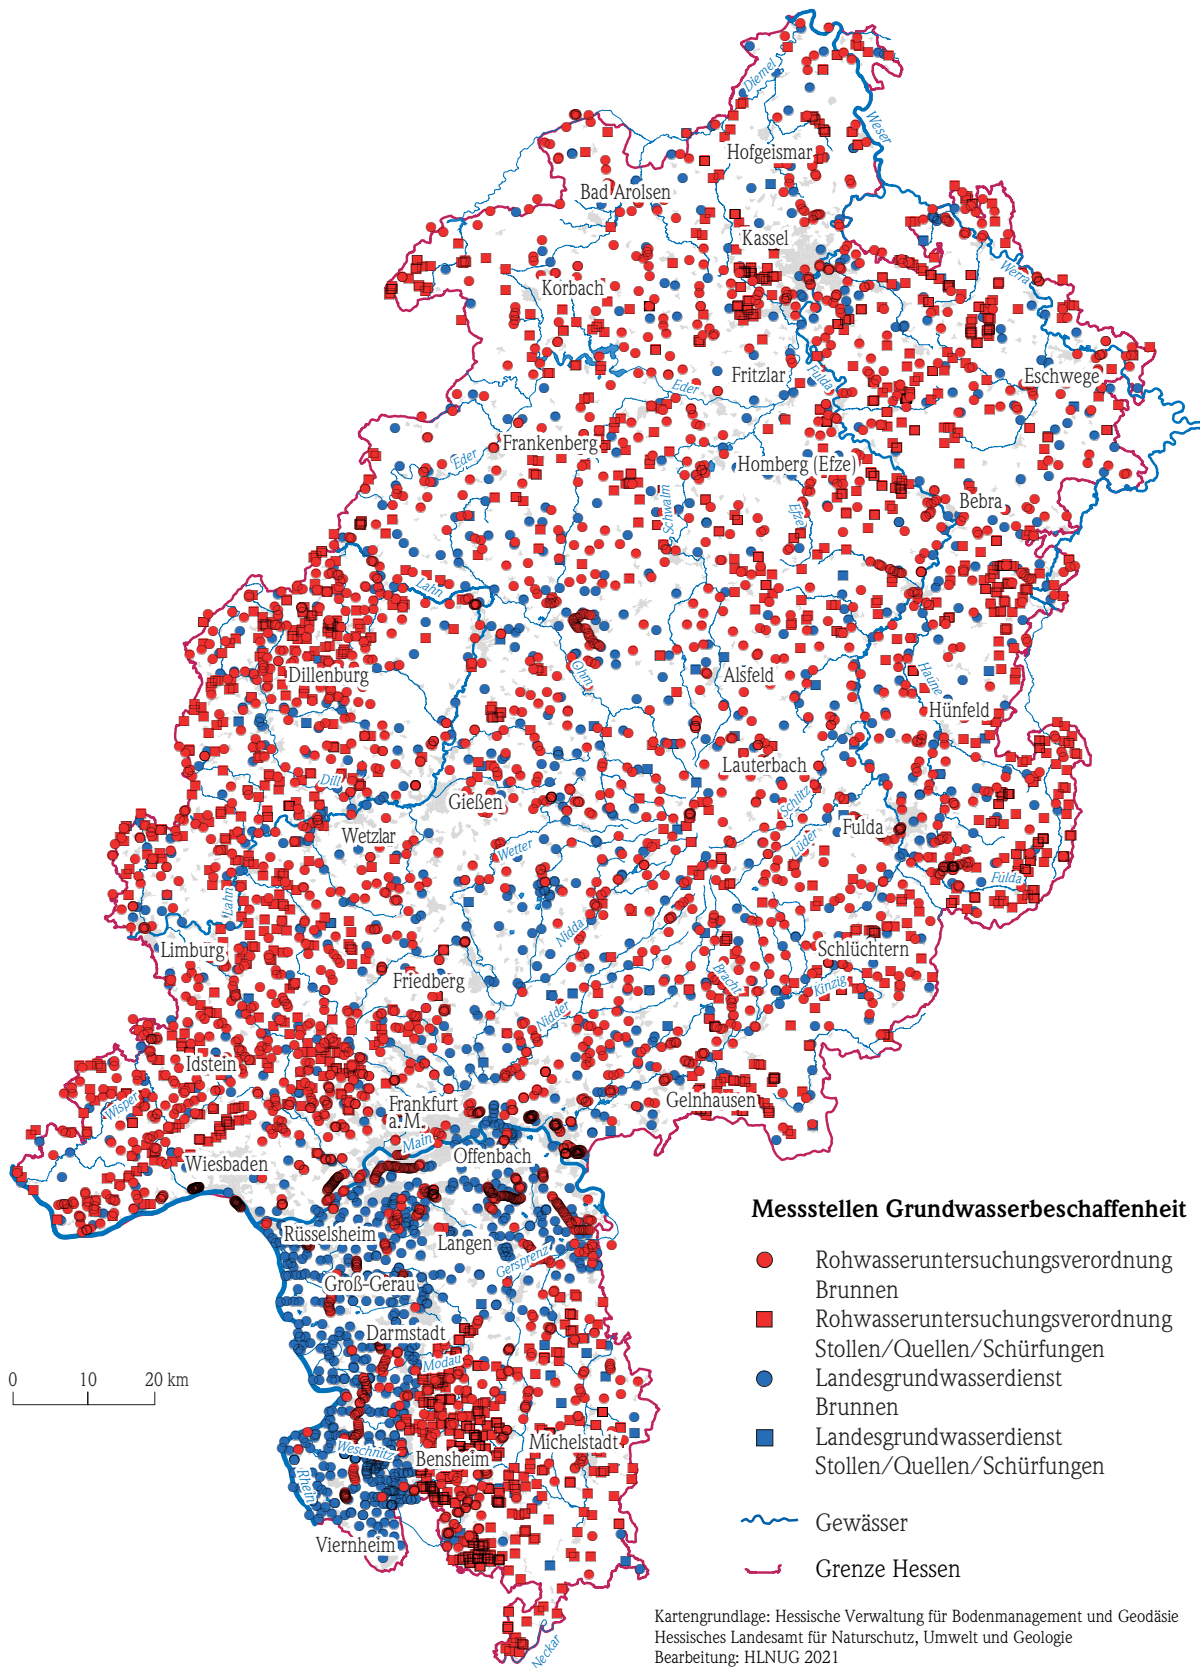 Diemel
Weser
Hofgeismar
Bad Arolsen
Kassel
Werra
Korbach
Fritzlar
Eder
Fulda
Eschwege
Frankenberg
Eder
Homberg (Efze)
Schwalm
Efze
Bebra
Lahn
Ohm
Dillenburg
Alsfeld
Haune
Hünfeld
Lauterbach
Dill
Gießen
Schlitz
Wetzlar
Fulda
Wetter
Lüder
Fulda
Lahn
Nidda
Limburg
Schlüchtern
Friedberg
Bracht
Kinzig
Nidder
Idstein
Wisper
Frankfurt
a. M.
Gelnhausen
Main
Offenbach
Wiesbaden
Rüsselsheim
Langen
Gersprenz
Groß-Gerau
Darmstadt
Modau
Weschnitz
Michelstadt
Bensheim
Rhein
Viernheim
Neckar
0 10 20 km
Messstellen Grundwasserbeschaffenheit
Rohwasseruntersuchungsverordnung
Brunnen
Rohwasseruntersuchungsverordnung
Stollen/Quellen/Schürfungen
Landesgrundwasserdienst
Brunnen
Landesgrundwasserdienst
Stollen/Quellen/Schürfungen
Gewässer
Grenze Hessen
Kartengrundlage: Hessische Verwaltung für Bodenmanagement und Geodäsie
Hessisches Landesamt für Naturschutz, Umwelt und Geologie
Bearbeitung: HLNUG 2021